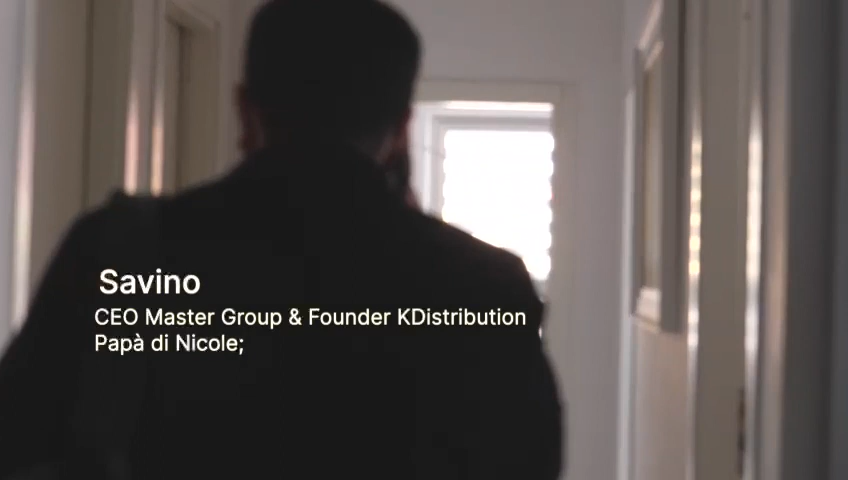 Savino
CEO Master Group & Founder KDistribution
Papà di Nicole;